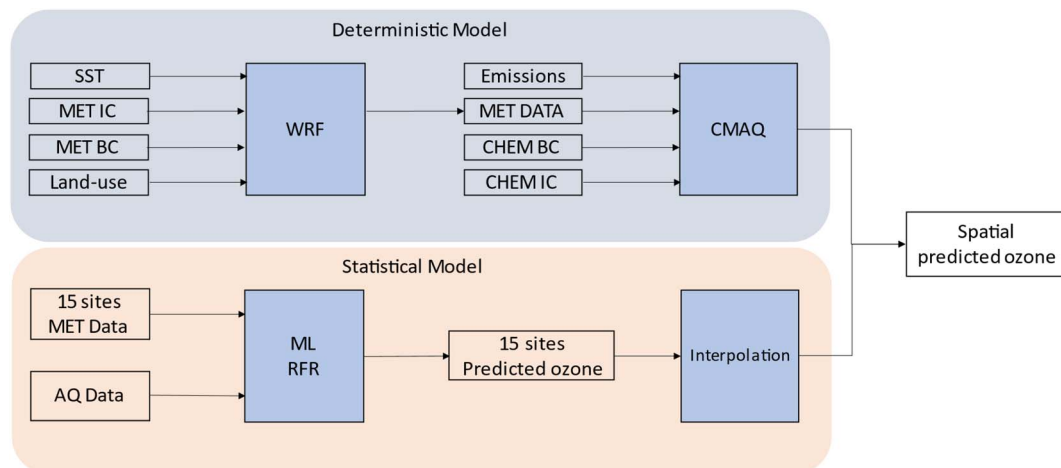 Deterministic Model
SST
MET IC
MET BC
Land-use
WRF
Emissions
MET DATA
CHEM BC
CHEM IC
CMAQ
Spatial
predicted ozone
Statistical Model
15 sites
MET Data
AQ Data
ML
RFR
15 sites
Predicted ozone
Interpolation